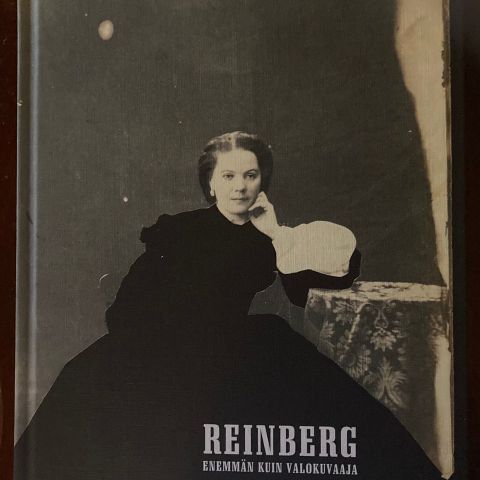 REINBERG
ENEMMÄN KUIN VALOKUVAAJA